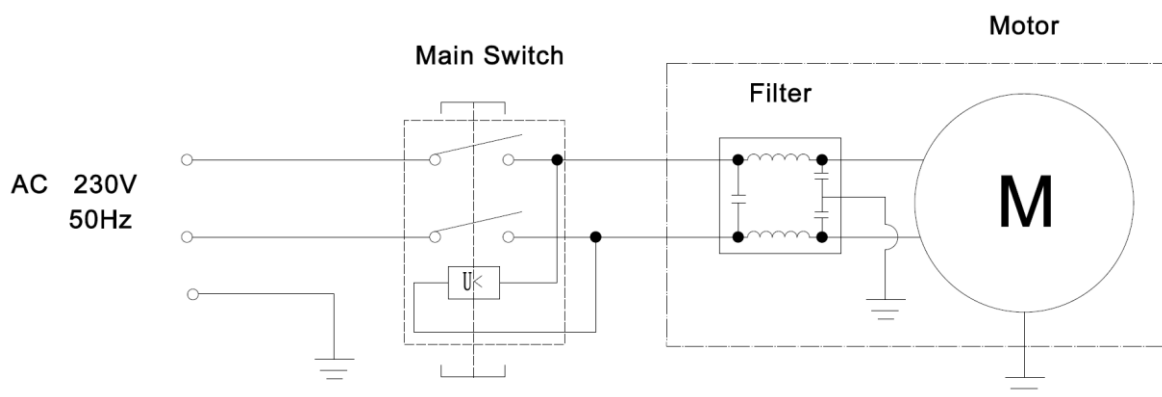 Motor
Main Switch
Filter
AC 230V
50Hz
M
U<